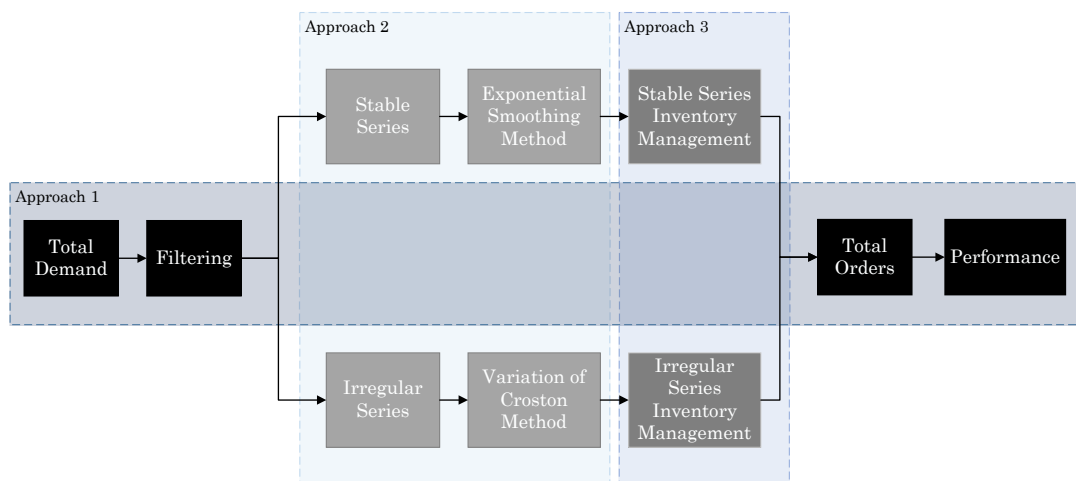 Approach 2
Approach 3
Stable
Series
Exponential
Smoothing
Method
Stable Series
Inventory
Management
Approach 1
Total
Demand
Filtering
Total
Orders
Performance
Irregular
Series
Variation of
Croston
Method
Irregular
Series
Inventory
Management